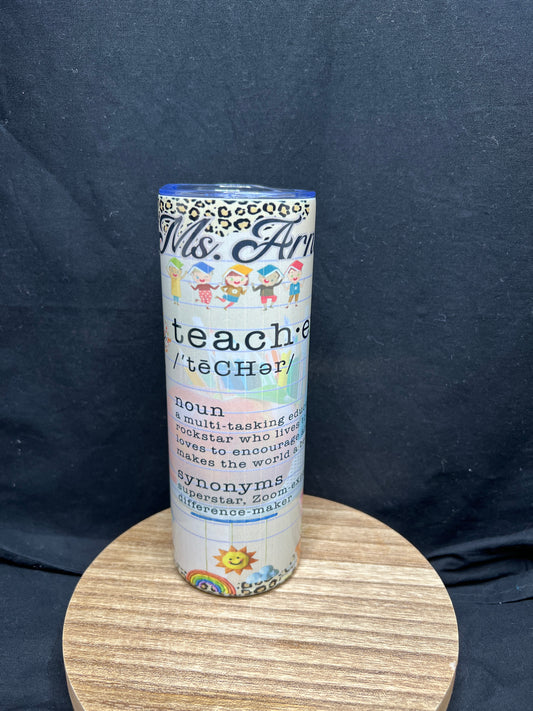 Ms. Arn
teach·e
/ˈtēCHər/
noun
a multi-tasking edu
rockstar who lives
loves to encourage
makes the world a
synonyms
superstar, Zoom-ex
difference-maker